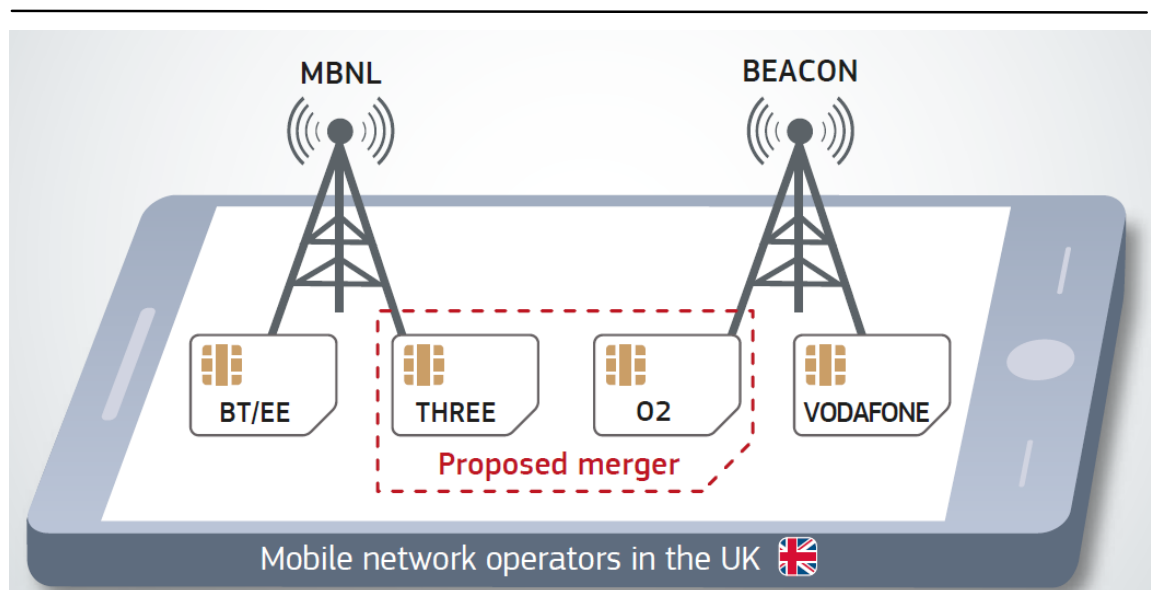 MBNL
BEACON
BT/EE
THREE
O2
VODAFONE
Proposed merger
Mobile network operators in the UK